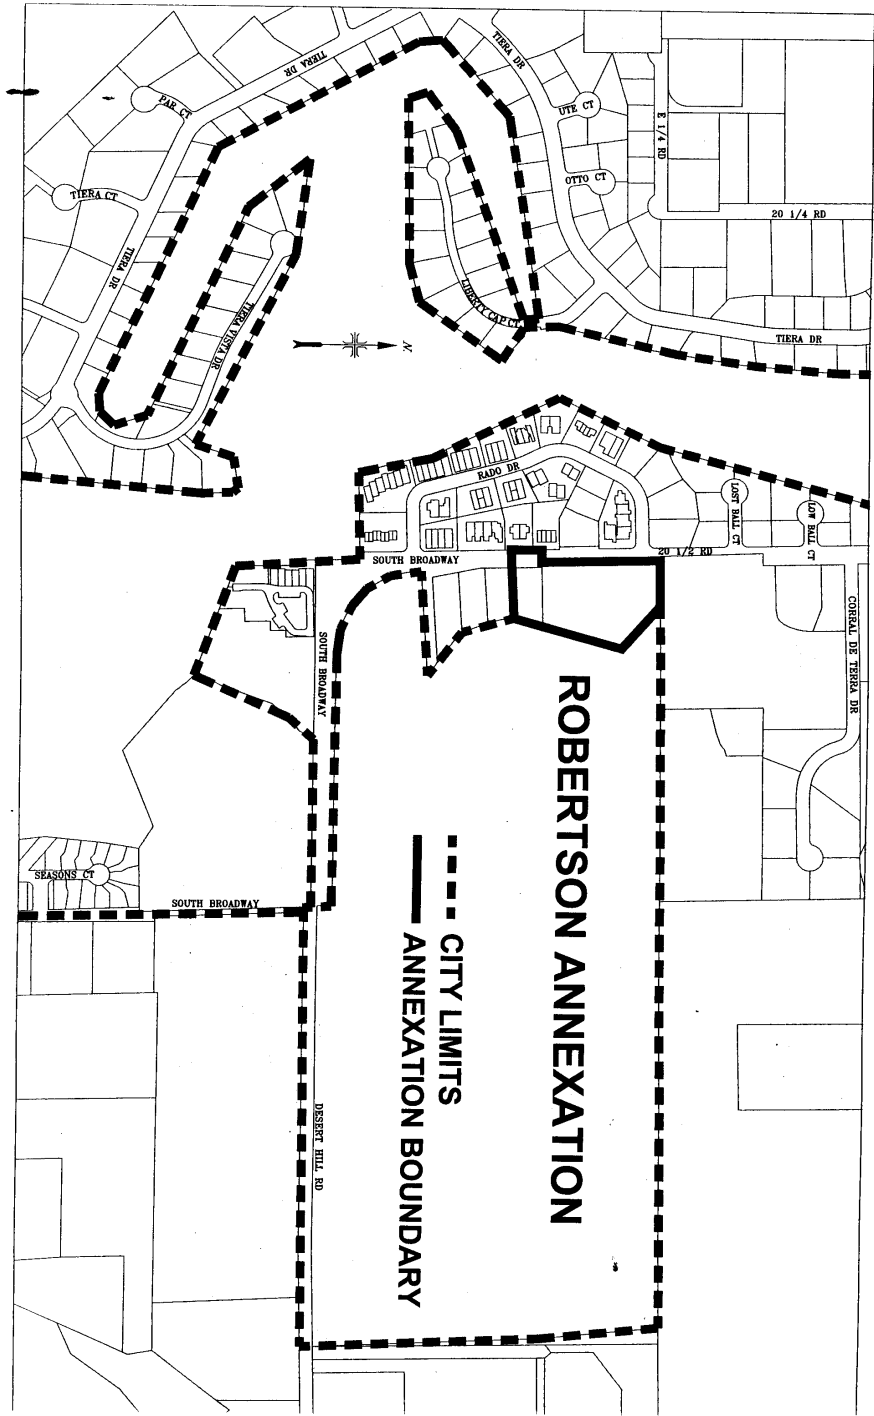 ROBERTSON ANNEXATION
CITY LIMITS
ANNEXATION BOUNDARY
N.
TIERA DR
TIERA DR
PAR CT
TIERA CT
TIERA DR
TIERA VISTA DR
LIBERTY CAP CT
UTE CT
OTTO CT
E 1/4 RD
20 1/4 RD
TIERA DR
RADO DR
LOST BALL CT
LOW BALL CT
20 1/2 RD
SOUTH BROADWAY
SOUTH BROADWAY
CORRAL DE TERRA DR
SEASONS CT
SOUTH BROADWAY
DESERT HILL RD